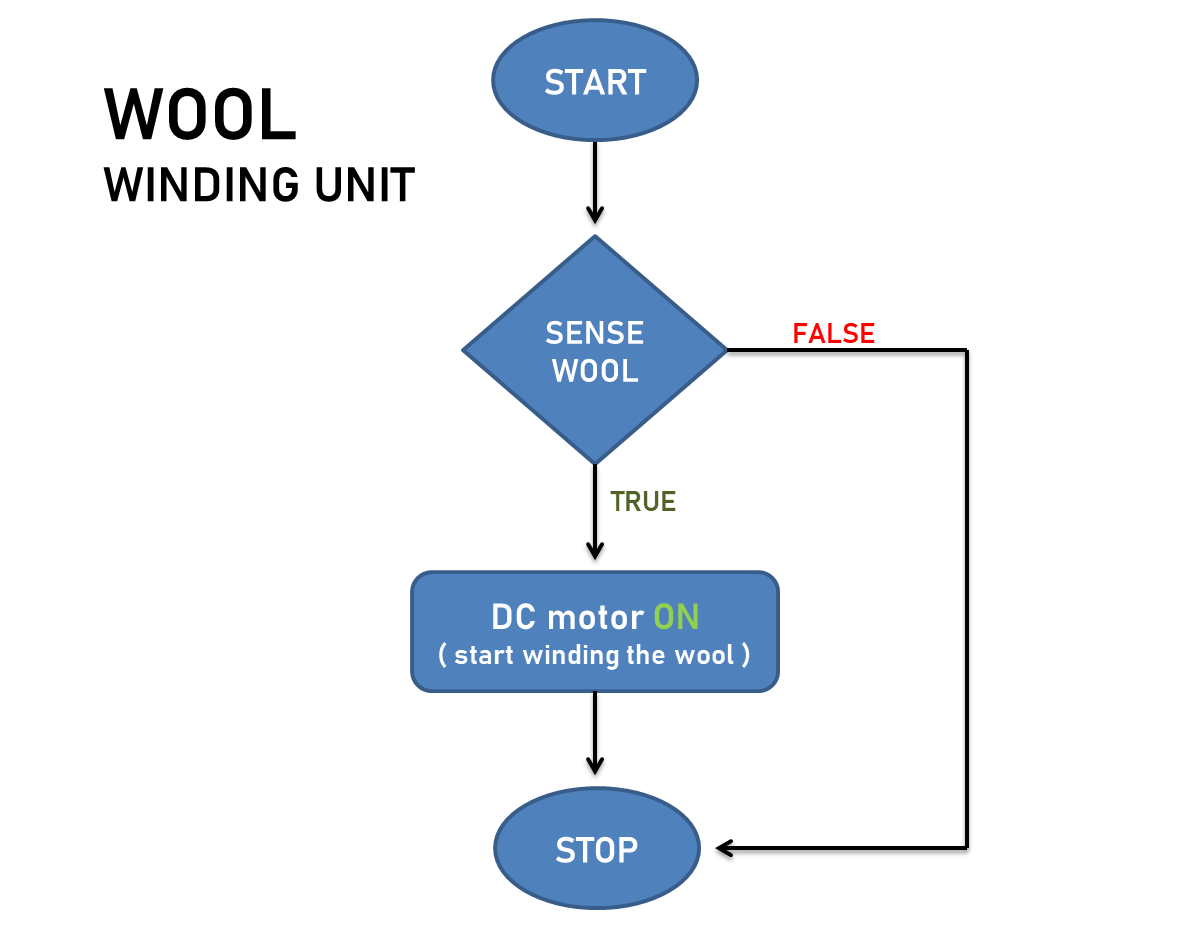 WOOL
WINDING UNIT
START
SENSE
WOOL
FALSE
TRUE
DC motor ON
( start winding the wool )
STOP